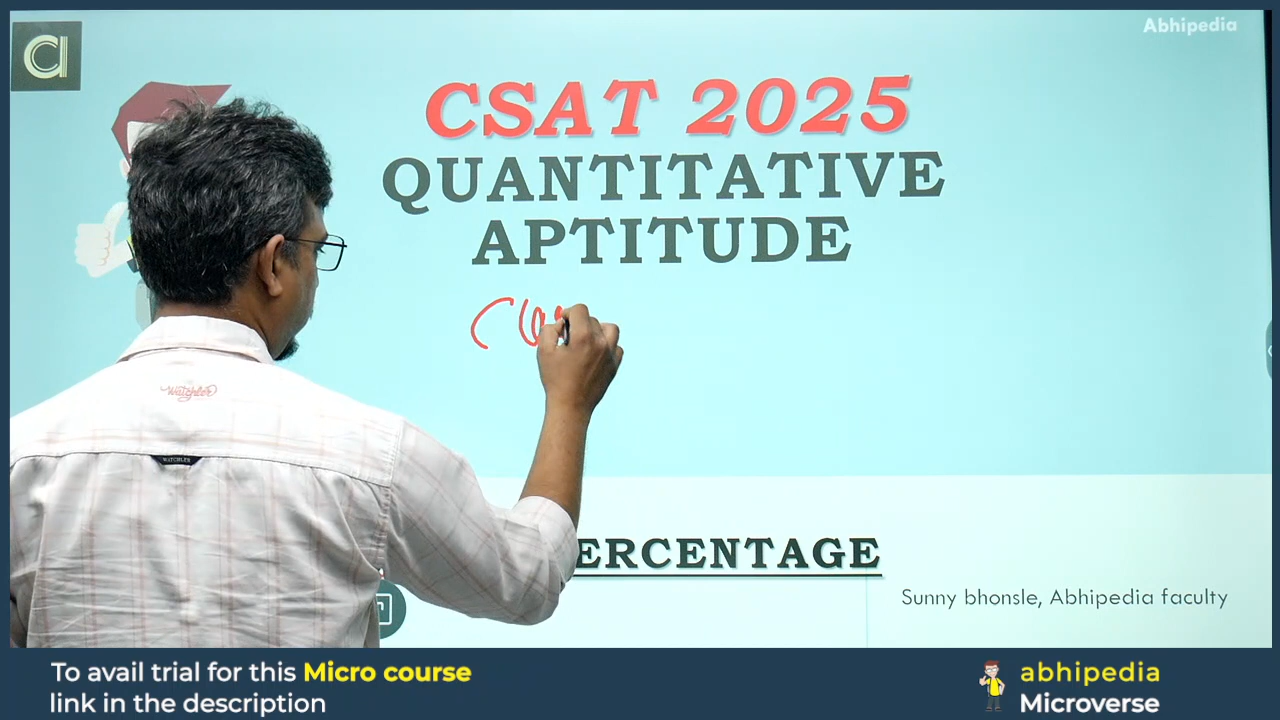 Abhipedia
CSAT 2025
QUANTITATIVE
APTITUDE
ERCENTAGE
Sunny bhonsle, Abhipedia faculty
watchlee
To avail trial for this Micro course
link in the description
abhipedia
Microverse